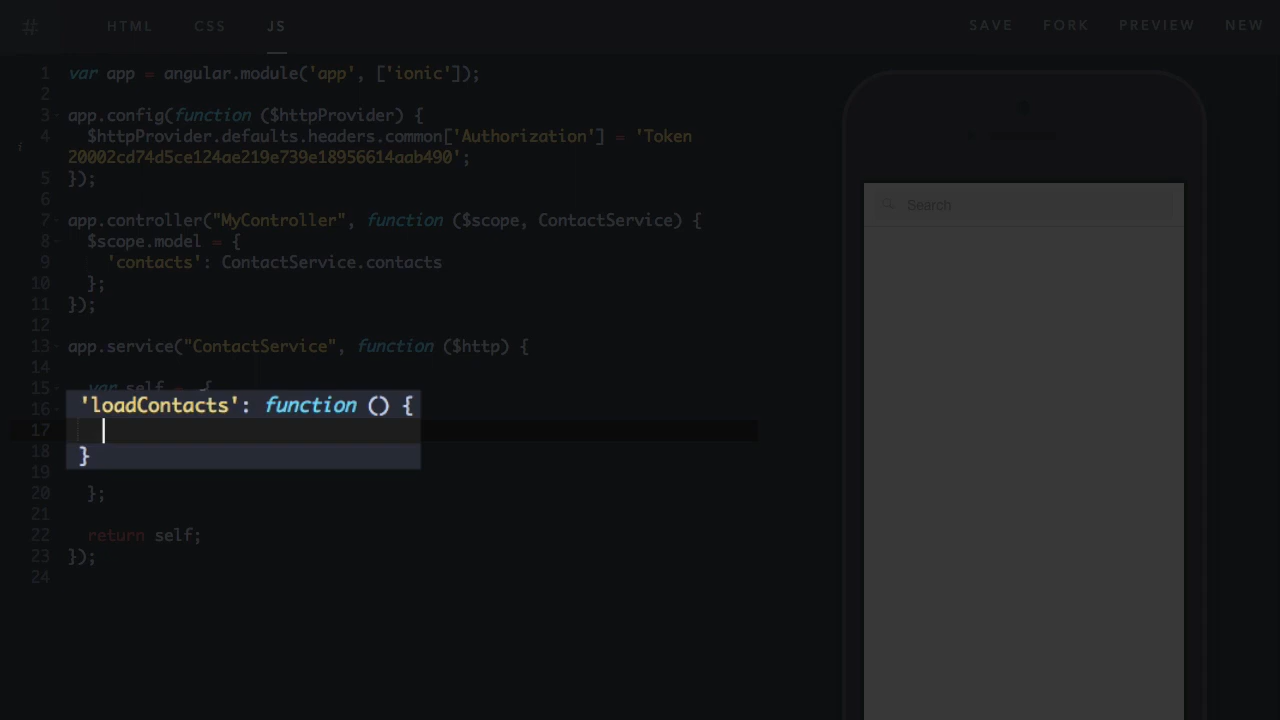 # HTML CSS JS SAVE FORK PREVIEW NEW
1 var app = angular.module('app', ['ionic']);
2
3 app.config(function ($httpProvider) {
4 $httpProvider.defaults.headers.common['Authorization'] = 'Token
20002cd74d5ce124ae219e739e18956614aab490';
5 });
6
7 app.controller("MyController", function ($scope, ContactService) {
8 $scope.model = {
9 'contacts': ContactService.contacts
10 };
11 });
12
13 app.service("ContactService", function ($http) {
14
15 var self = {
16 'loadContacts': function () {
17
18 }
19
20 };
21
22 return self;
23 });
24
Search